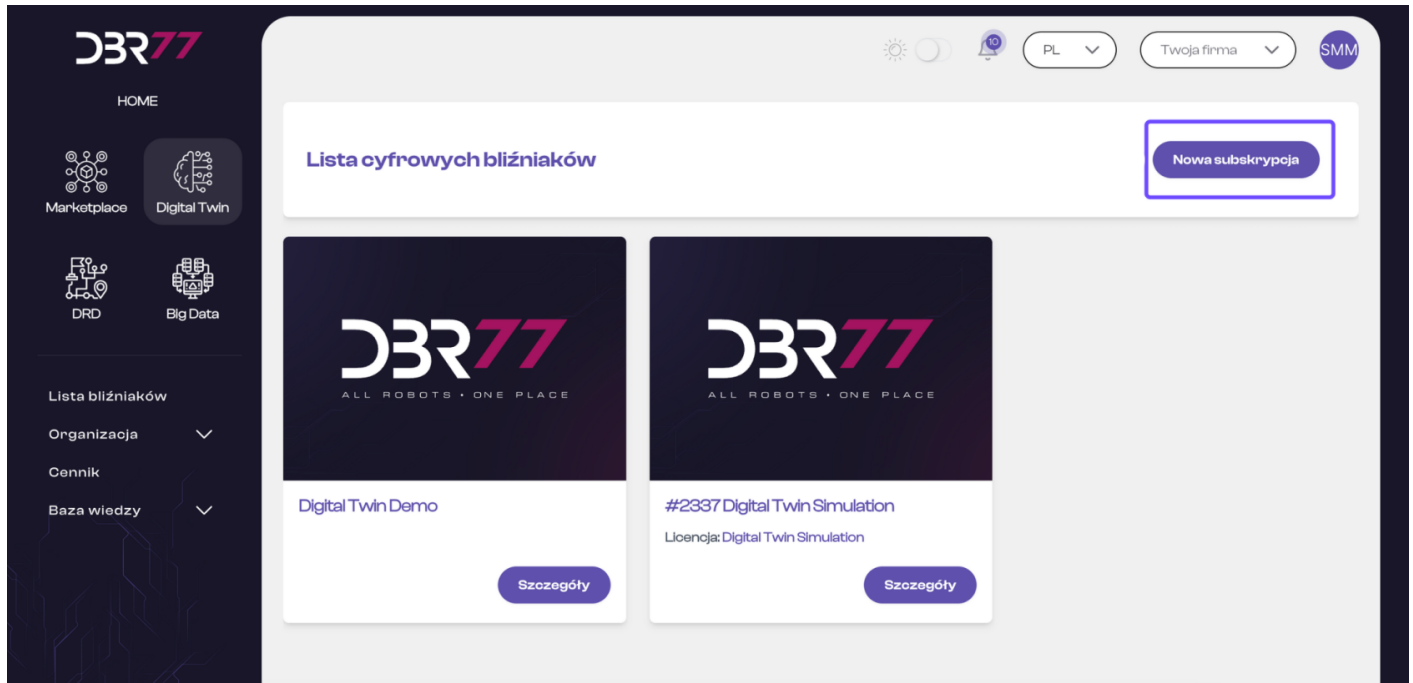 DBR77
HOME
Marketplace
Digital Twin
DRD
Big Data
Lista bliźniaków
Organizacja
Cennik
Baza wiedzy
10
PL
Twoja firma
SMM
Lista cyfrowych bliźniaków
Nowa subskrypcja
DBR77
ALL ROBOTS • ONE PLACE
Digital Twin Demo
Szczegóły
DBR77
ALL ROBOTS • ONE PLACE
#2337 Digital Twin Simulation
Licencja: Digital Twin Simulation
Szczegóły